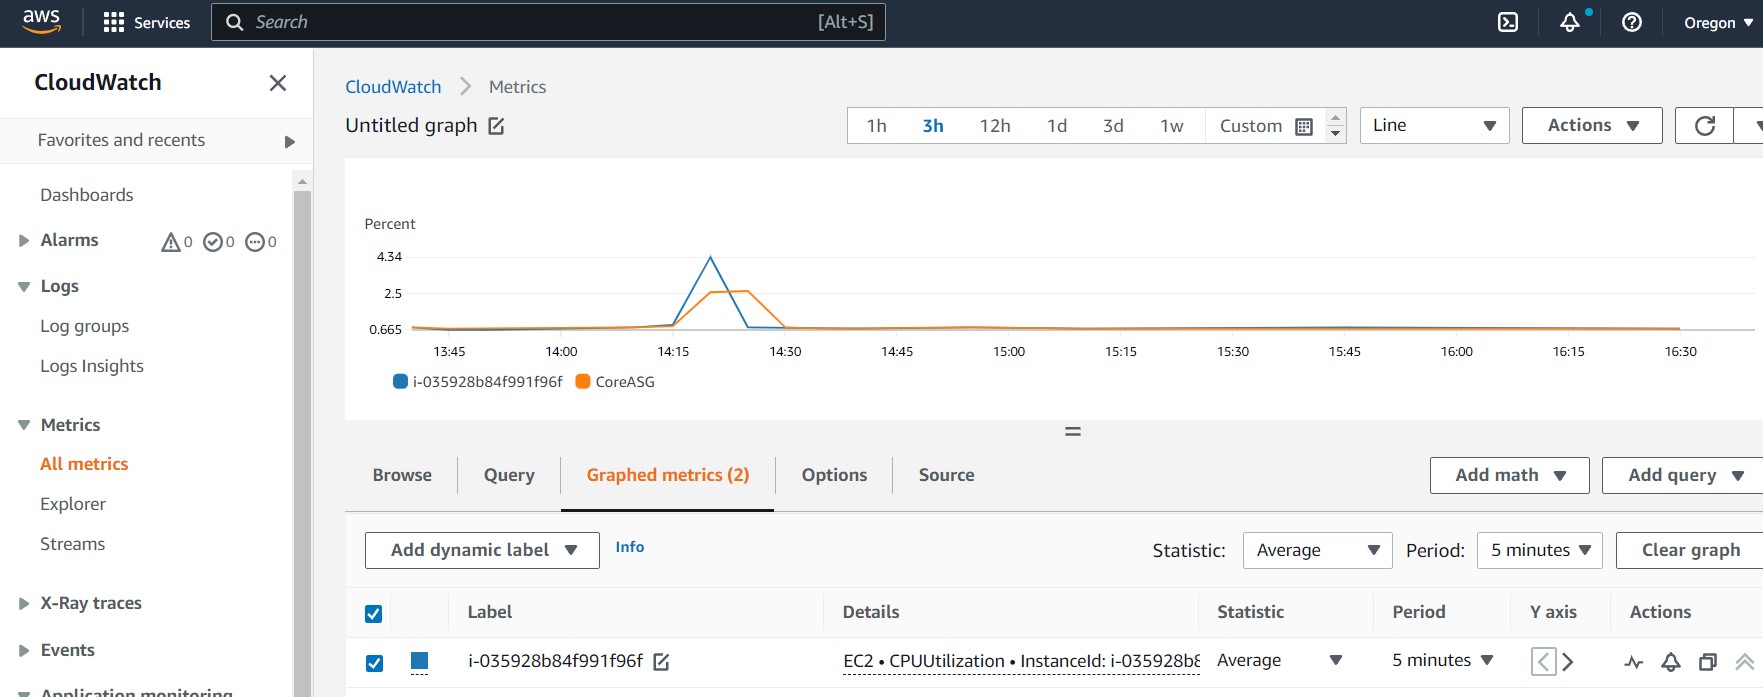 aws Services Search [Alt+S] Oregon
CloudWatch
Favorites and recents
Dashboards
Alarms 0 0 0
Logs
Log groups
Logs Insights
Metrics
All metrics
Explorer
Streams
X-Ray traces
Events
Application monitoring
CloudWatch > Metrics
Untitled graph
1h 3h 12h 1d 3d 1w Custom Line Actions
Percent
4.34
2.5
0.665
13:45 14:00 14:15 14:30 14:45 15:00 15:15 15:30 15:45 16:00 16:15 16:30
i-035928b84f991f96f CoreASG
Browse Query Graphed metrics (2) Options Source Add math Add query
Add dynamic label Info Statistic: Average Period: 5 minutes Clear graph
Label Details Statistic Period Y axis Actions
i-035928b84f991f96f EC2 • CPUUtilization • InstanceId: i-035928b8 Average 5 minutes